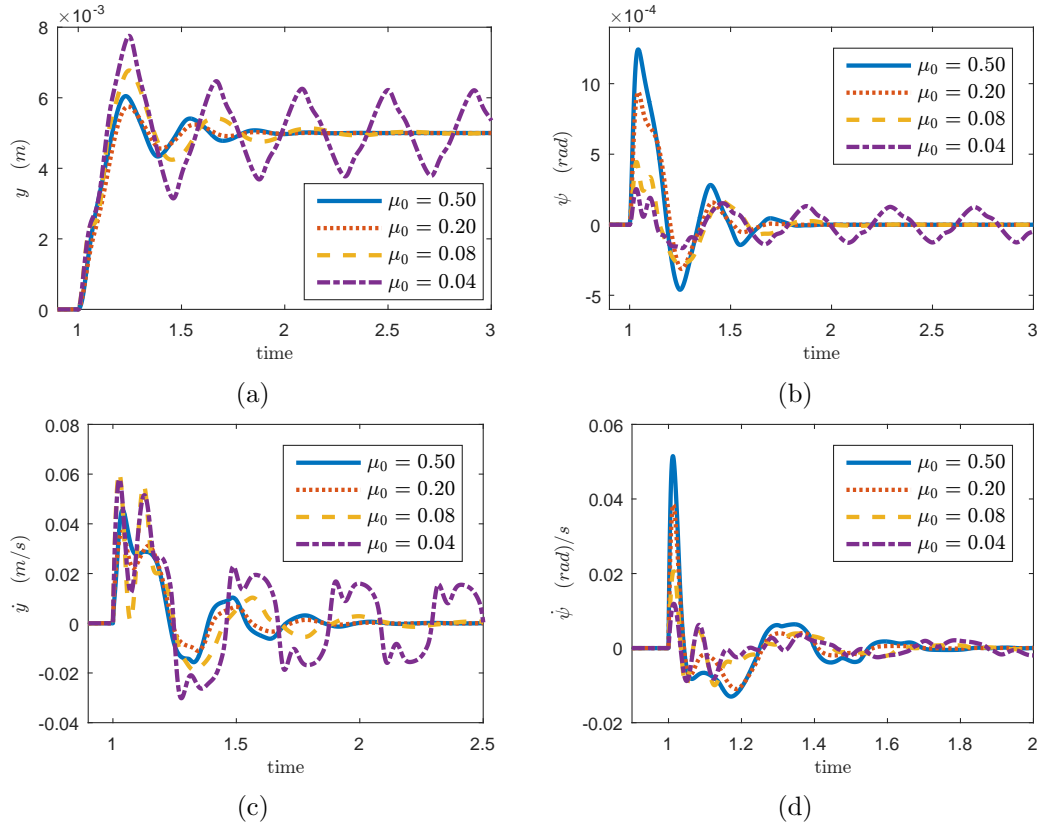 ×10⁻³
8
6
4
2
0
y (m)
1 1.5 2 2.5 3
time
μ₀ = 0.50
μ₀ = 0.20
μ₀ = 0.08
μ₀ = 0.04
(a)
×10⁻⁴
10
5
0
-5
ψ (rad)
1 1.5 2 2.5 3
time
μ₀ = 0.50
μ₀ = 0.20
μ₀ = 0.08
μ₀ = 0.04
(b)
0.08
0.06
0.04
0.02
0
-0.02
-0.04
ẏ (m/s)
1 1.5 2 2.5
time
μ₀ = 0.50
μ₀ = 0.20
μ₀ = 0.08
μ₀ = 0.04
(c)
0.06
0.04
0.02
0
-0.02
ψ̇ (rad)/s
1 1.2 1.4 1.6 1.8 2
time
μ₀ = 0.50
μ₀ = 0.20
μ₀ = 0.08
μ₀ = 0.04
(d)